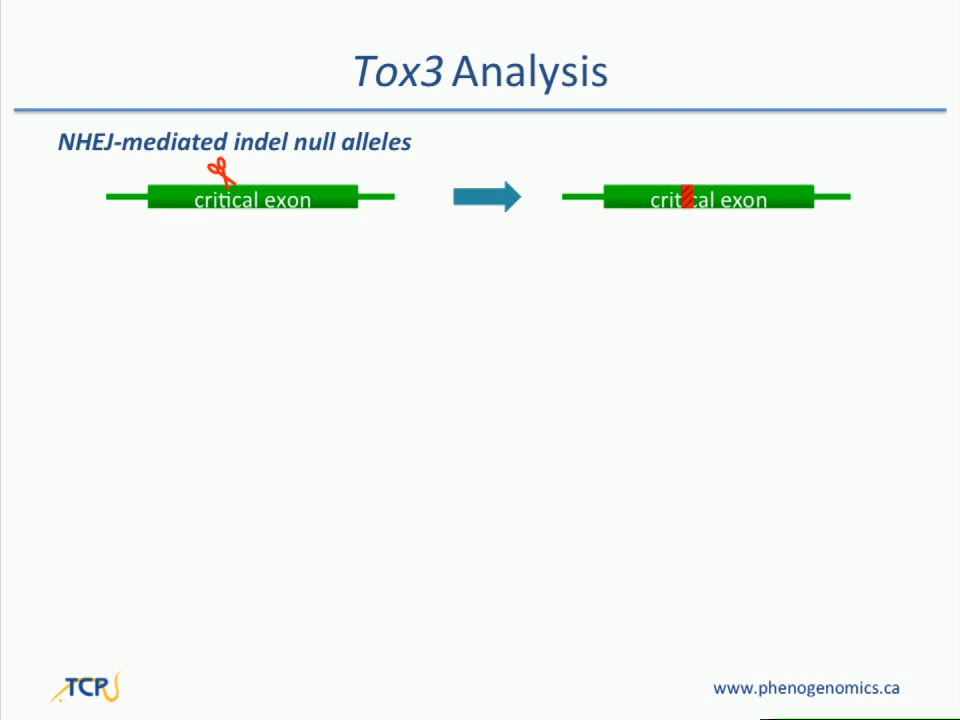 Tox3 Analysis
NHEJ-mediated indel null alleles
critical exon
critical exon
TCP
www.phenogenomics.ca